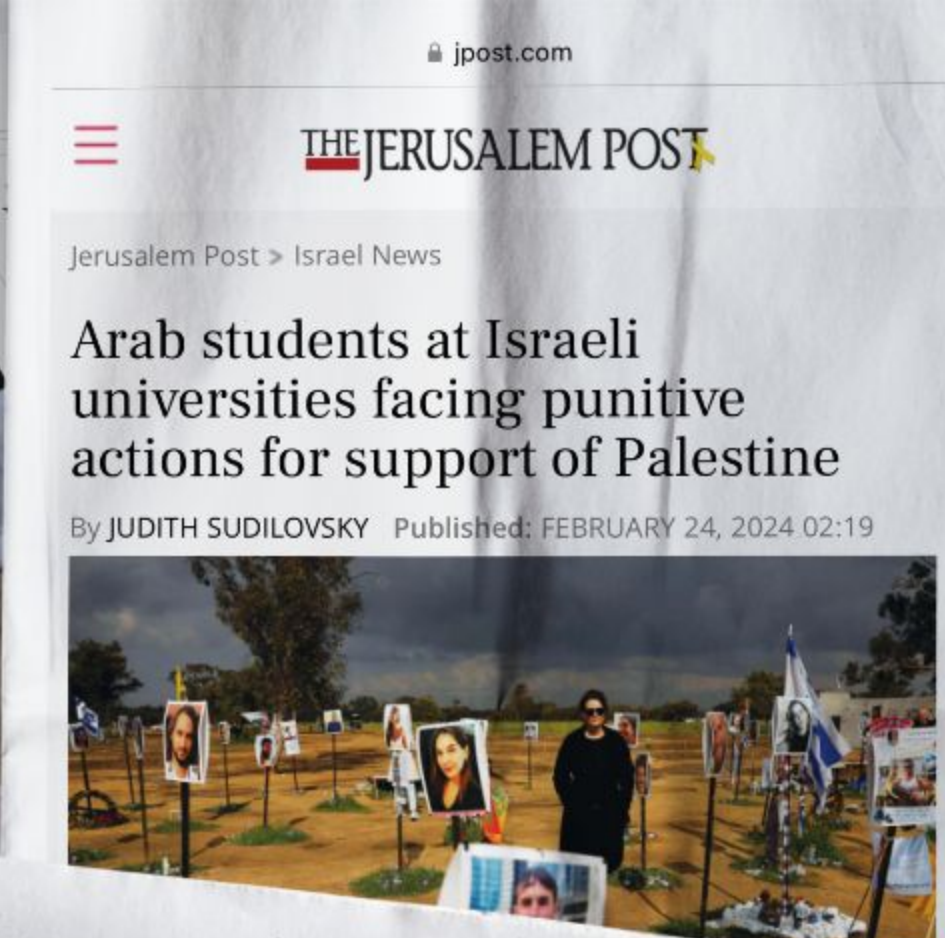 jpost.com
THE JERUSALEM POST
Jerusalem Post > Israel News
Arab students at Israeli
universities facing punitive
actions for support of Palestine
By JUDITH SUDILOVSKY Published: FEBRUARY 24, 2024 02:19